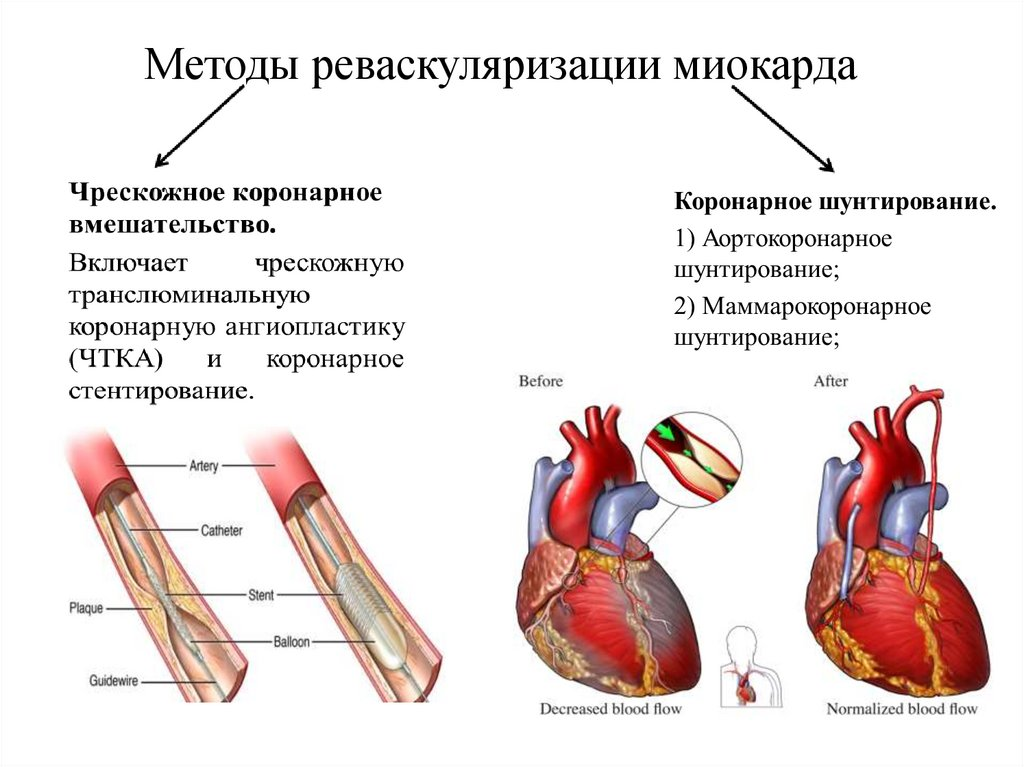 Методы реваскуляризации миокарда
Чрескожное коронарное
вмешательство.
Включает чрескожную
транслюминальную
коронарную ангиопластику
(ЧТКА) и коронарное
стентирование.
Коронарное шунтирование.
1) Аортокоронарное
шунтирование;
2) Маммарокоронарное
шунтирование;
Artery
Catheter
Stent
Plaque
Balloon
Guidewire
Before
After
Decreased blood flow
Normalized blood flow